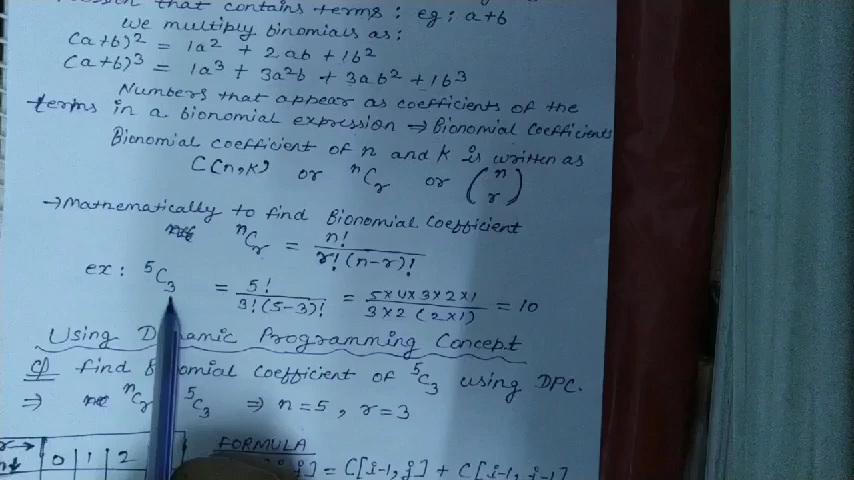 that contains terms: eg: a+b
we multiply binomials as:
(a+b)² = 1a² + 2ab + 1b²
(a+b)³ = 1a³ + 3a²b + 3ab² + 1b³
Numbers that appear as coefficients of the
terms in a bionomial expression → Bionomial Coefficients
Bionomial coefficient of n and k is written as
C(n,k) or ⁿCᵣ or (n r)
→ Mathematically to find Bionomial Coefficient
ⁿCᵣ = n! / r!(n-r)!
ex: ⁵C₃ = 5! / 3!(5-3)! = 5×4×3×2×1 / 3×2 (2×1) = 10
Using Dynamic Programming Concept
find Coefficient of ⁵C₃ using DPC.
⇒ ⁿCᵣ ⁵C₃ ⇒ n=5, r=3
FORMULA
r→ 0 1 2
= C[i-1,j] + C[i-1,j-1]